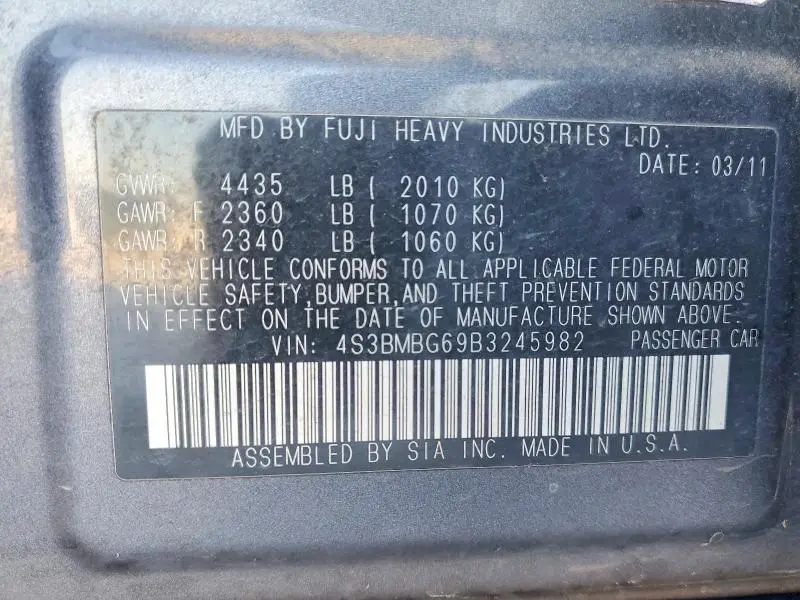 MFD BY FUJI HEAVY INDUSTRIES LTD.
DATE: 03/11
GVWR: 4435 LB ( 2010 KG)
GAWR: F 2360 LB ( 1070 KG)
GAWR: R 2340 LB ( 1060 KG)
THIS VEHICLE CONFORMS TO ALL APPLICABLE FEDERAL MOTOR
VEHICLE SAFETY,BUMPER,AND THEFT PREVENTION STANDARDS
IN EFFECT ON THE DATE OF MANUFACTURE SHOWN ABOVE.
VIN: 4S3BMBG69B3245982 PASSENGER CAR
ASSEMBLED BY SIA INC. MADE IN U.S.A.